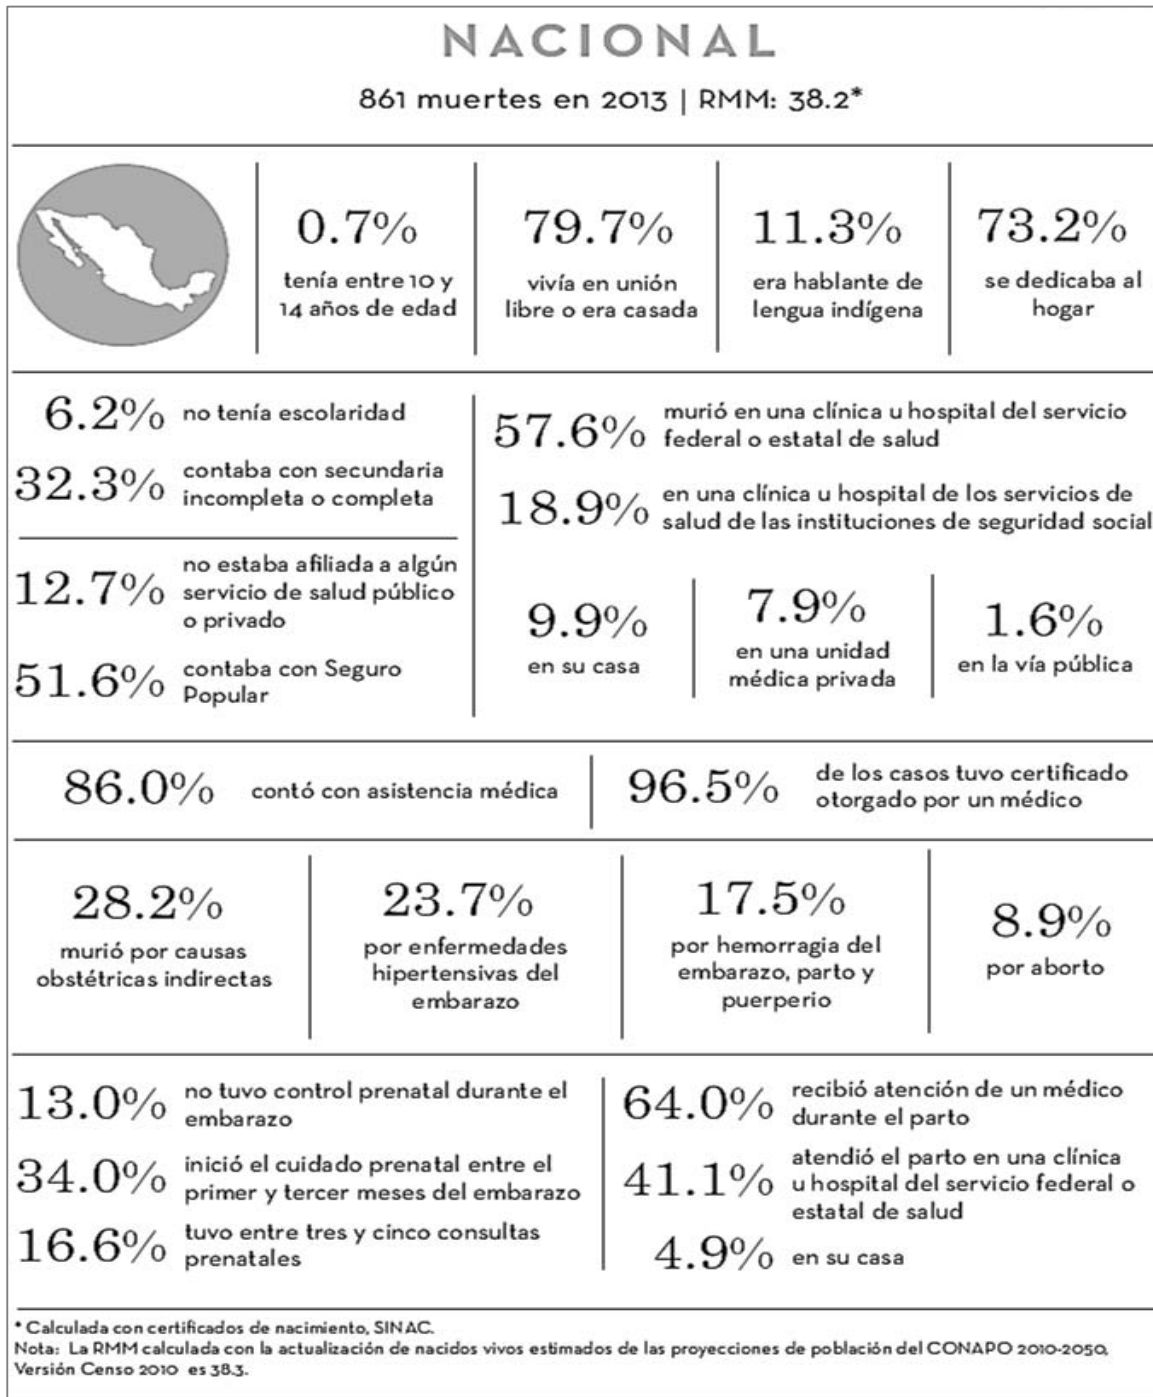 NACIONAL
861 muertes en 2013 | RMM: 38.2*
0.7%
tenía entre 10 y
14 años de edad
79.7%
vivía en unión
libre o era casada
11.3%
era hablante de
lengua indígena
73.2%
se dedicaba al
hogar
6.2% no tenía escolaridad
32.3% contaba con secundaria
incompleta o completa
12.7% no estaba afiliada a algún
servicio de salud público
o privado
51.6% contaba con Seguro
Popular
57.6% murió en una clínica u hospital del servicio
federal o estatal de salud
18.9% en una clínica u hospital de los servicios de
salud de las instituciones de seguridad social
9.9%
en su casa
7.9%
en una unidad
médica privada
1.6%
en la vía pública
86.0% contó con asistencia médica
96.5% de los casos tuvo certificado
otorgado por un médico
28.2%
murió por causas
obstétricas indirectas
23.7%
por enfermedades
hipertensivas del
embarazo
17.5%
por hemorragia del
embarazo, parto y
puerperio
8.9%
por aborto
13.0% no tuvo control prenatal durante el
embarazo
34.0% inició el cuidado prenatal entre el
primer y tercer meses del embarazo
16.6% tuvo entre tres y cinco consultas
prenatales
64.0% recibió atención de un médico
durante el parto
41.1% atendió el parto en una clínica
u hospital del servicio federal o
estatal de salud
4.9% en su casa
* Calculada con certificados de nacimiento, SINAC.
Nota: La RMM calculada con la actualización de nacidos vivos estimados de las proyecciones de población del CONAPO 2010-2050,
Versión Censo 2010 es 38.3.